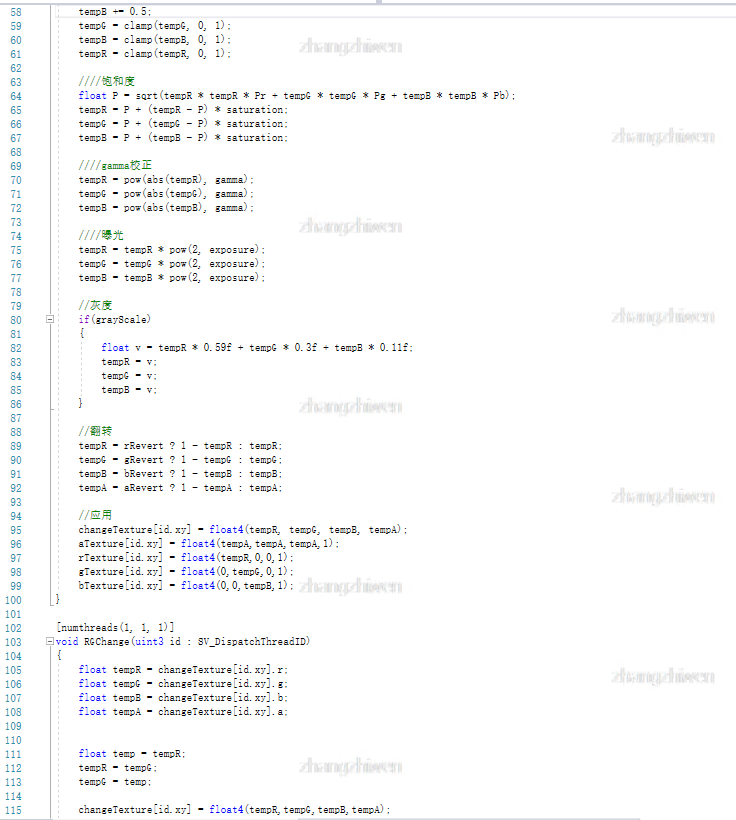 58 tempB += 0.5;
59 tempG = clamp(tempG, 0, 1);
60 tempB = clamp(tempB, 0, 1);
61 tempR = clamp(tempR, 0, 1);
62
63 ////饱和度
64 float P = sqrt(tempR * tempR * Pr + tempG * tempG * Pg + tempB * tempB * Pb);
65 tempR = P + (tempR - P) * saturation;
66 tempG = P + (tempG - P) * saturation;
67 tempB = P + (tempB - P) * saturation;
68
69 ////gamma校正
70 tempR = pow(abs(tempR), gamma);
71 tempG = pow(abs(tempG), gamma);
72 tempB = pow(abs(tempB), gamma);
73
74 ////曝光
75 tempR = tempR * pow(2, exposure);
76 tempG = tempG * pow(2, exposure);
77 tempB = tempB * pow(2, exposure);
78
79 //灰度
80 if(grayScale)
81 {
82 float v = tempR * 0.59f + tempG * 0.3f + tempB * 0.11f;
83 tempR = v;
84 tempG = v;
85 tempB = v;
86 }
87
88 //翻转
89 tempR = rRevert ? 1 - tempR : tempR;
90 tempG = gRevert ? 1 - tempG : tempG;
91 tempB = bRevert ? 1 - tempB : tempB;
92 tempA = aRevert ? 1 - tempA : tempA;
93
94 //应用
95 changeTexture[id.xy] = float4(tempR, tempG, tempB, tempA);
96 aTexture[id.xy] = float4(tempA,tempA,tempA,1);
97 rTexture[id.xy] = float4(tempR,0,0,1);
98 gTexture[id.xy] = float4(0,tempG,0,1);
99 bTexture[id.xy] = float4(0,0,tempB,1);
100 }
101
102 [numthreads(1, 1, 1)]
103 void RGChange(uint3 id : SV_DispatchThreadID)
104 {
105 float tempR = changeTexture[id.xy].r;
106 float tempG = changeTexture[id.xy].g;
107 float tempB = changeTexture[id.xy].b;
108 float tempA = changeTexture[id.xy].a;
109
110
111 float temp = tempR;
112 tempR = tempG;
113 tempG = temp;
114
115 changeTexture[id.xy] = float4(tempR,tempG,tempB,tempA);
zhangzhiwen
zhangzhiwen
zhangzhiwen
zhangzhiwen
zhangzhiwen
zhangzhiwen
zhangzhiwen
zhangzhiwen
zhangzhiwen